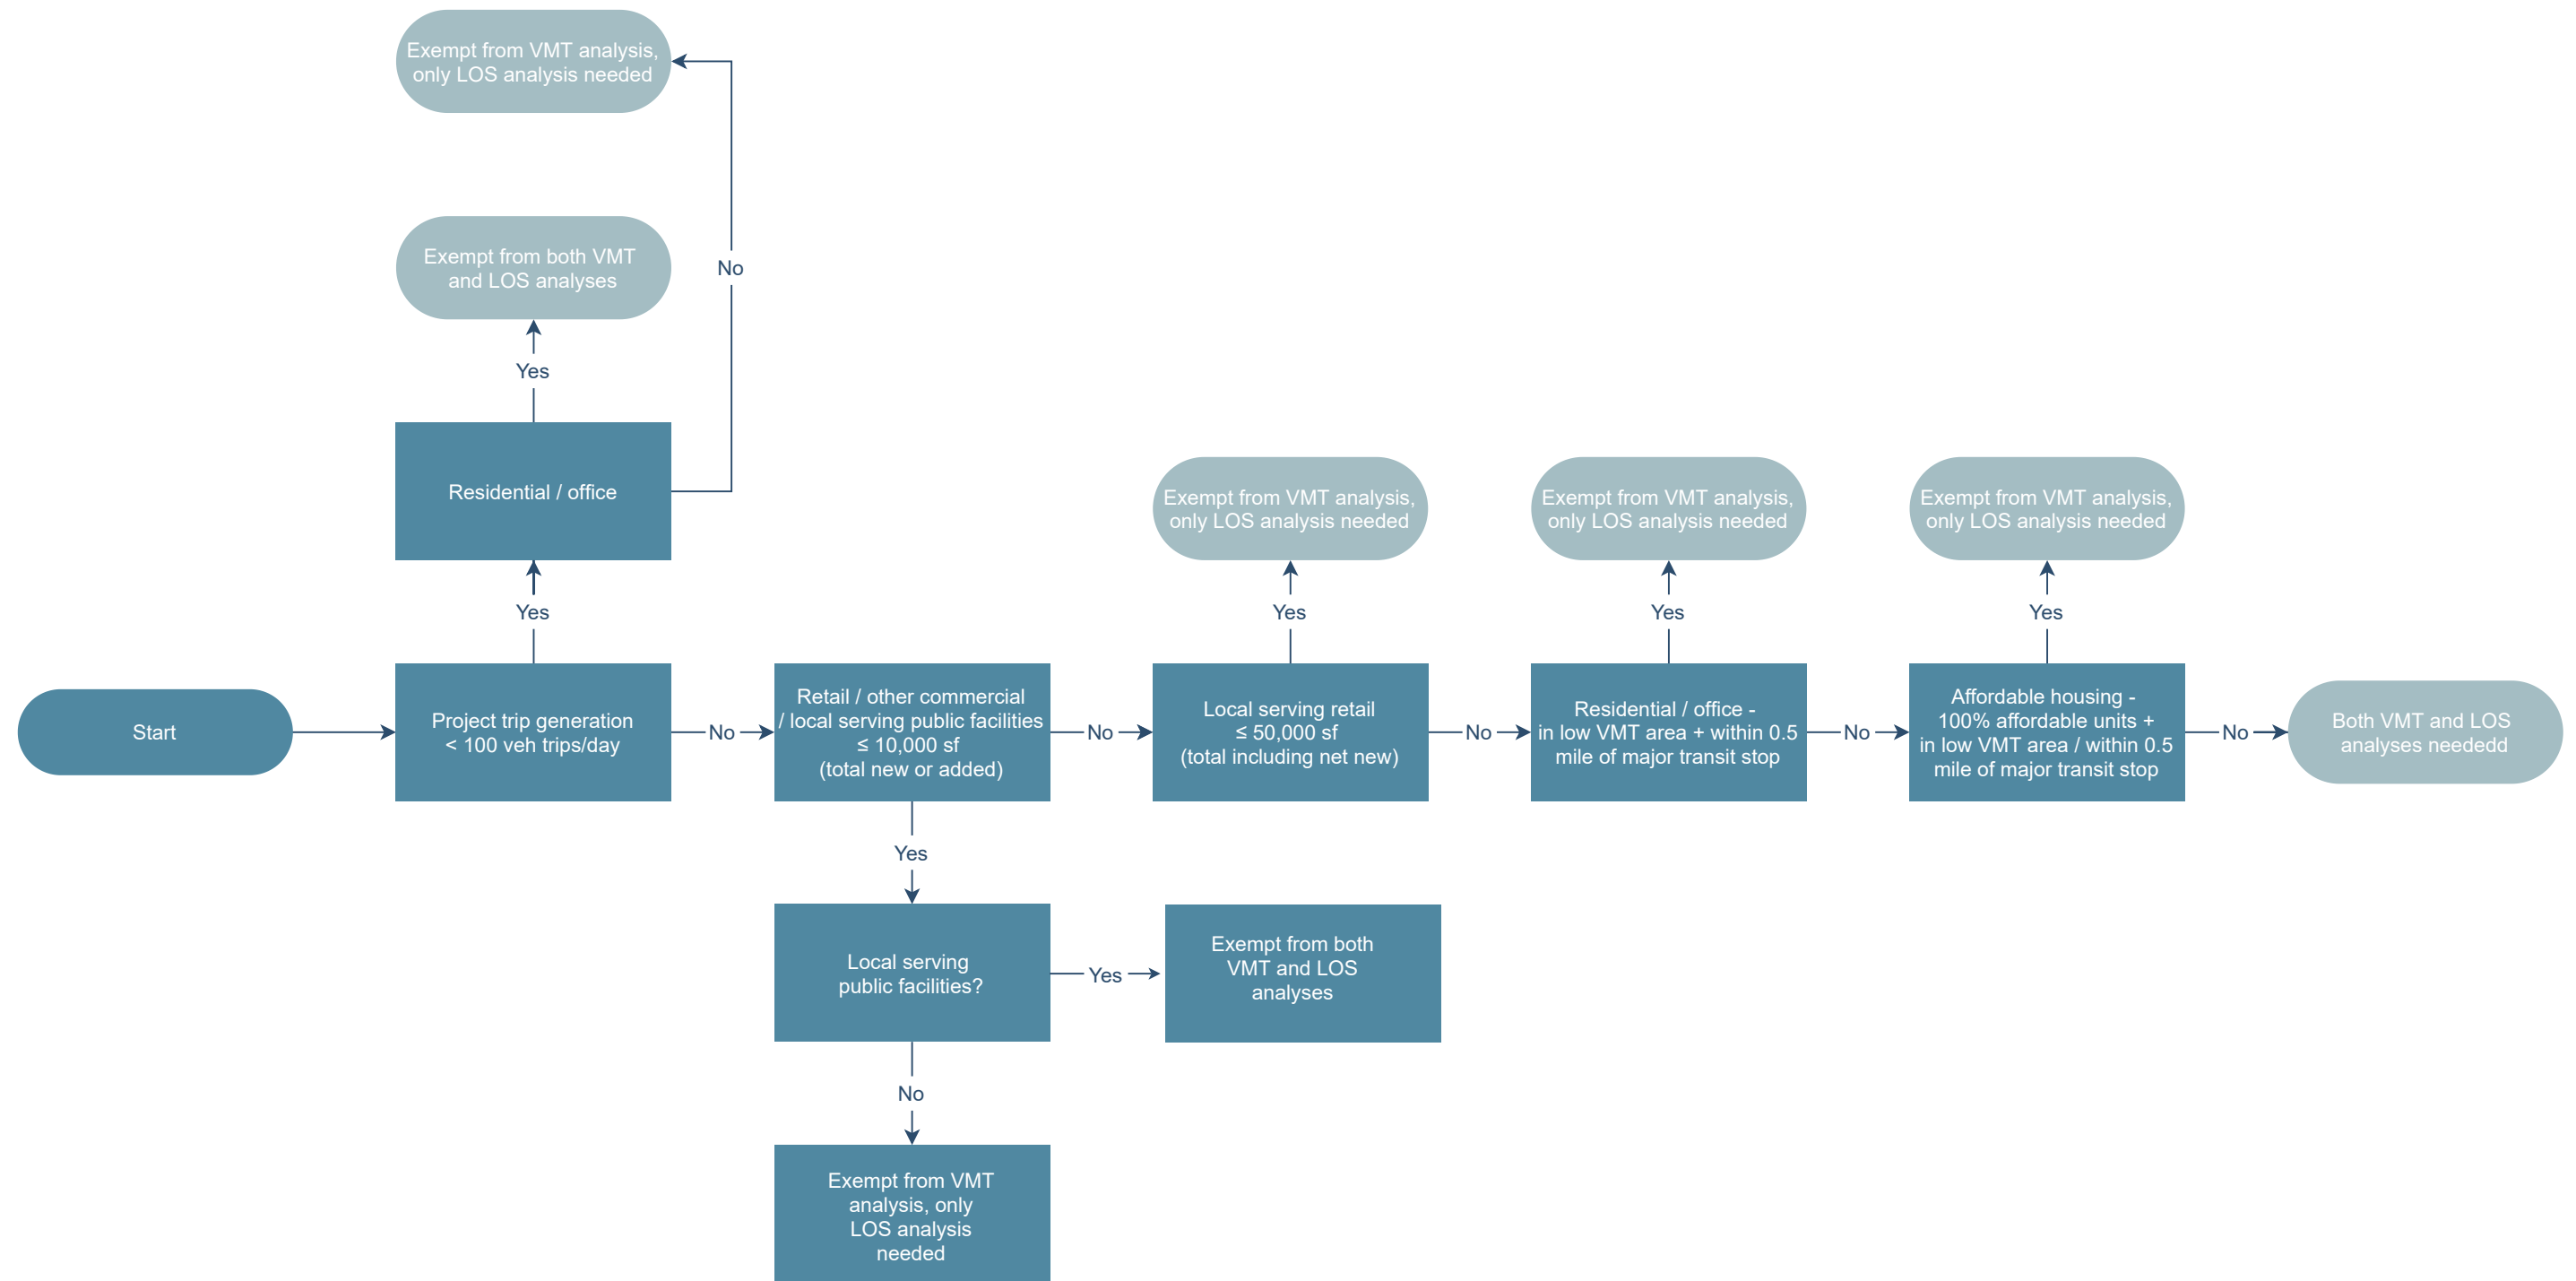 Exempt from VMT analysis,
only LOS analysis needed
No
Exempt from both VMT
and LOS analyses
Yes
Residential / office
Exempt from VMT analysis,
only LOS analysis needed
Exempt from VMT analysis,
only LOS analysis needed
Exempt from VMT analysis,
only LOS analysis needed
Yes
Yes
Yes
Yes
Start
Project trip generation
< 100 veh trips/day
No
Retail / other commercial
/ local serving public facilities
≤ 10,000 sf
(total new or added)
No
Local serving retail
≤ 50,000 sf
(total including net new)
No
Residential / office -
in low VMT area + within 0.5
mile of major transit stop
No
Affordable housing -
100% affordable units +
in low VMT area / within 0.5
mile of major transit stop
No
Both VMT and LOS
analyses neededd
Yes
Local serving
public facilities?
Yes
Exempt from both
VMT and LOS
analyses
No
Exempt from VMT
analysis, only
LOS analysis
needed